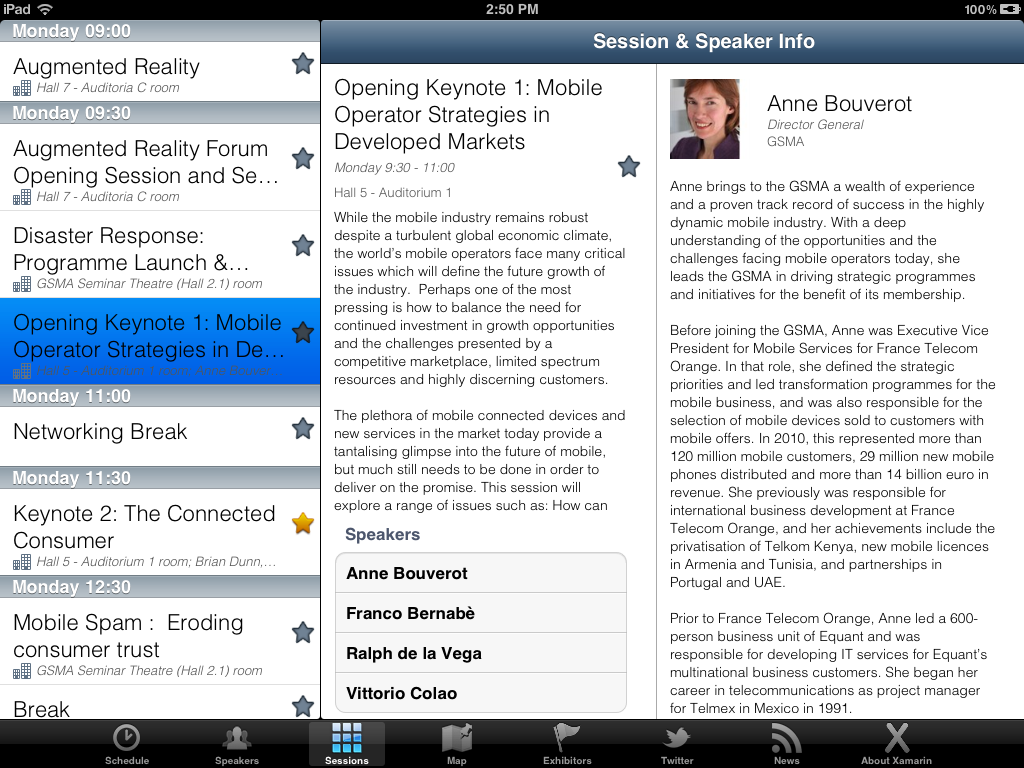 iPad
2:50 PM
100%
Monday 09:00
Augmented Reality
Hall 7 - Auditoria C room
Monday 09:30
Augmented Reality Forum
Opening Session and Se…
Hall 7 - Auditoria C room
Disaster Response:
Programme Launch &…
GSMA Seminar Theatre (Hall 2.1) room
Opening Keynote 1: Mobile
Operator Strategies in De…
Hall 5 - Auditorium 1 room; Anne Bouver…
Monday 11:00
Networking Break
Monday 11:30
Keynote 2: The Connected
Consumer
Hall 5 - Auditorium 1 room; Brian Dunn,…
Monday 12:30
Mobile Spam :  Eroding
consumer trust
GSMA Seminar Theatre (Hall 2.1) room
Break
Session & Speaker Info
Opening Keynote 1: Mobile
Operator Strategies in
Developed Markets
Monday 9:30 - 11:00
Hall 5 - Auditorium 1
While the mobile industry remains robust
despite a turbulent global economic climate,
the world's mobile operators face many critical
issues which will define the future growth of
the industry.  Perhaps one of the most
pressing is how to balance the need for
continued investment in growth opportunities
and the challenges presented by a
competitive marketplace, limited spectrum
resources and highly discerning customers.
The plethora of mobile connected devices and
new services in the market today provide a
tantalising glimpse into the future of mobile,
but much still needs to be done in order to
deliver on the promise. This session will
explore a range of issues such as: How can
Speakers
Anne Bouverot
Franco Bernabè
Ralph de la Vega
Vittorio Colao
Anne Bouverot
Director General
GSMA
Anne brings to the GSMA a wealth of experience
and a proven track record of success in the highly
dynamic mobile industry. With a deep
understanding of the opportunities and the
challenges facing mobile operators today, she
leads the GSMA in driving strategic programmes
and initiatives for the benefit of its membership.
Before joining the GSMA, Anne was Executive Vice
President for Mobile Services for France Telecom
Orange. In that role, she defined the strategic
priorities and led transformation programmes for the
mobile business, and was also responsible for the
selection of mobile devices sold to customers with
mobile offers. In 2010, this represented more than
120 million mobile customers, 29 million new mobile
phones distributed and more than 14 billion euro in
revenue. She previously was responsible for
international business development at France
Telecom Orange, and her achievements include the
privatisation of Telkom Kenya, new mobile licences
in Armenia and Tunisia, and partnerships in
Portugal and UAE.
Prior to France Telecom Orange, Anne led a 600-
person business unit of Equant and was
responsible for developing IT services for Equant's
multinational business customers. She began her
career in telecommunications as project manager
for Telmex in Mexico in 1991.
Schedule
Speakers
Sessions
Map
Exhibitors
Twitter
News
About Xamarin